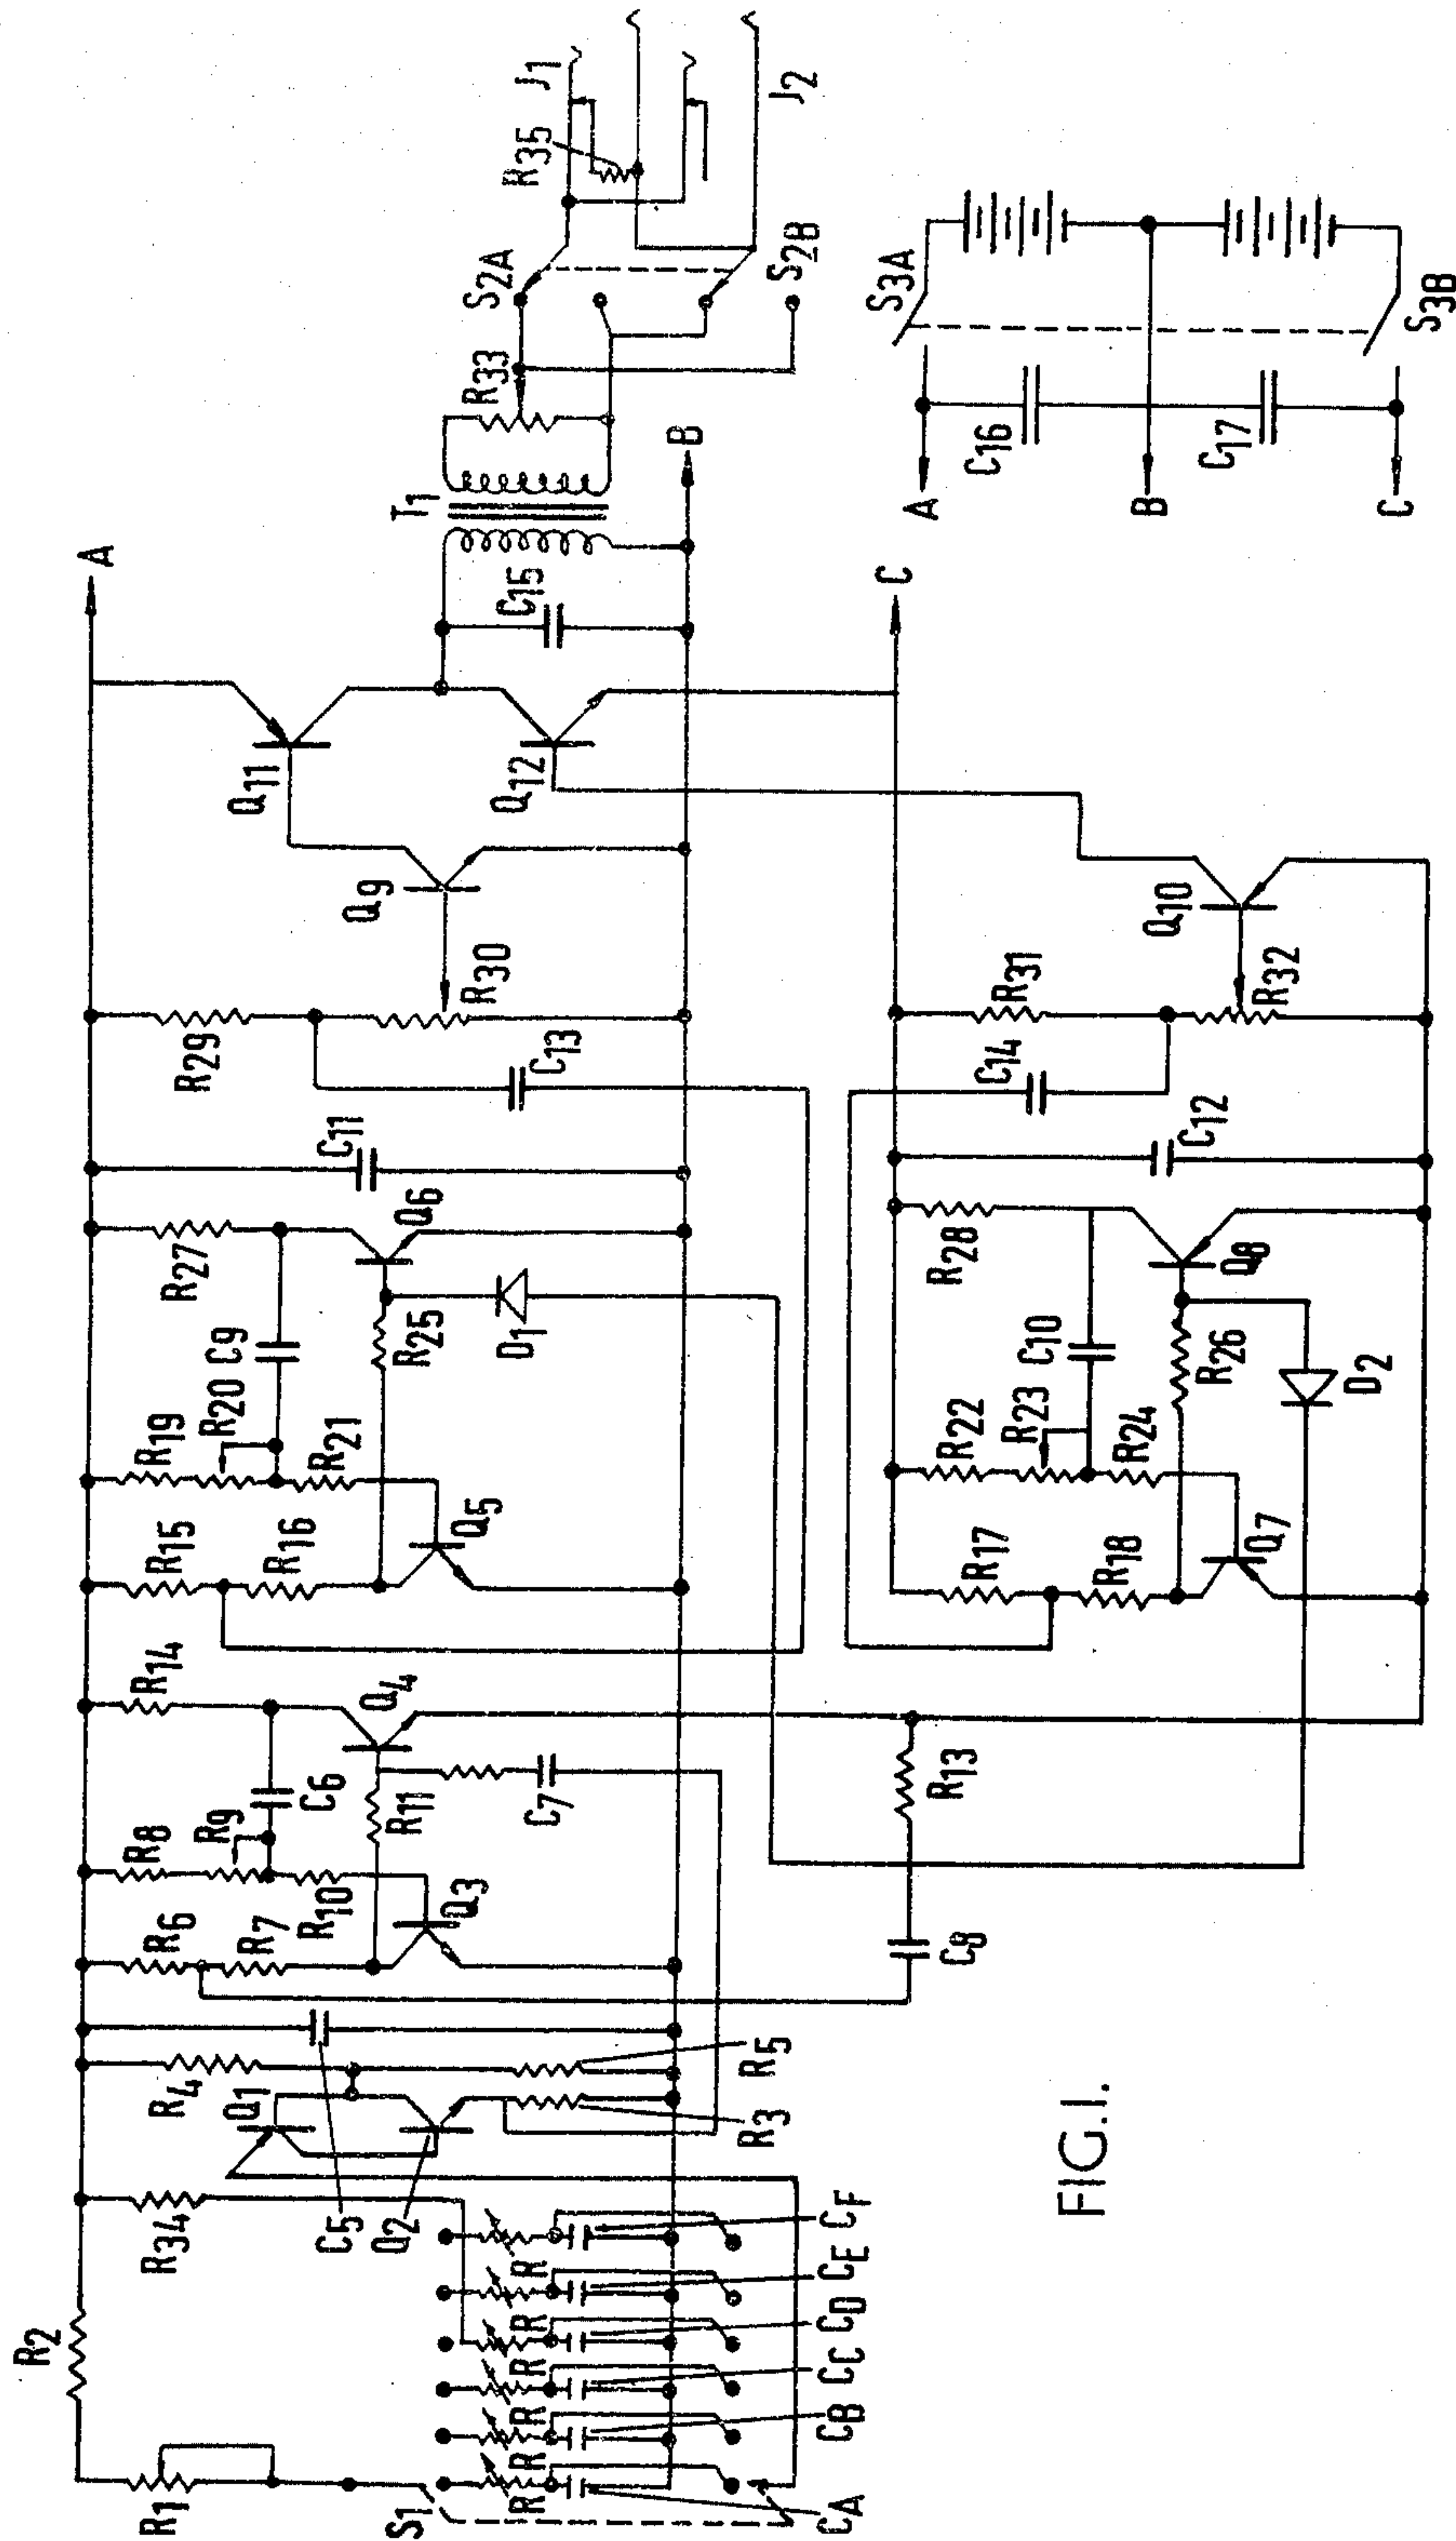 R1
R2
S1
R34
C5
Q2
Q1
R4
R
R
R
R
R
R
CA
CB
CC
CD
CE
CF
R3
R5
R6
R7
R8
R9
R10
C6
R11
Q3
Q4
R14
C7
C8
R13
R15
R16
R19
R20
C9
R21
R25
R27
Q5
Q6
D1
C11
R29
C13
R30
Q9
Q11
Q12
C15
T1
R33
S2A
S2B
R35
J1
J2
A
B
C
R17
R18
R22
R23
C10
R24
R26
R28
Q7
Q8
D2
C12
C14
R31
R32
Q10
A
B
C
C16
C17
S3A
S3B
FIG.1.